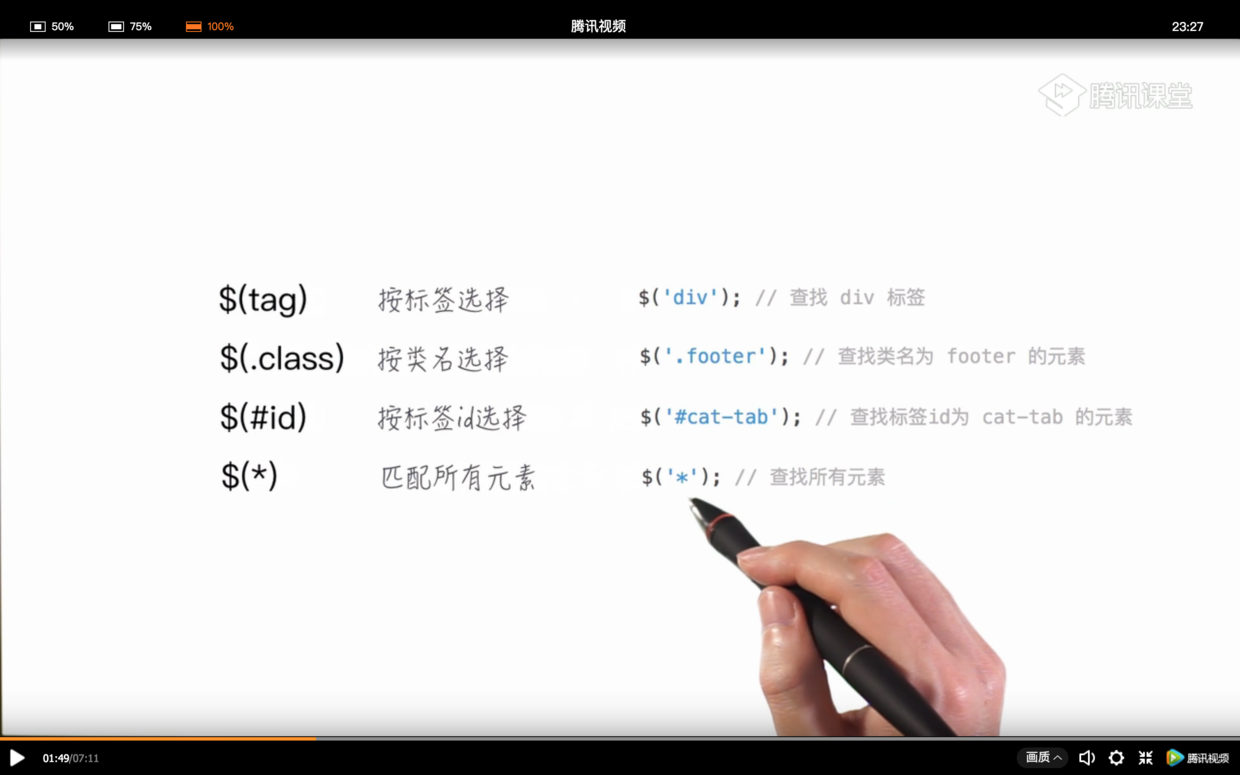 50% 75% 100% 腾讯视频 23:27
腾讯课堂
$(tag) 按标签选择 $('div'); // 查找 div 标签
$(.class) 按类名选择 $('.footer'); // 查找类名为 footer 的元素
$(#id) 按标签id选择 $('#cat-tab'); // 查找标签id为 cat-tab 的元素
$(*) 匹配所有元素 $('*'); // 查找所有元素
01:49/07:11 画质 腾讯视频